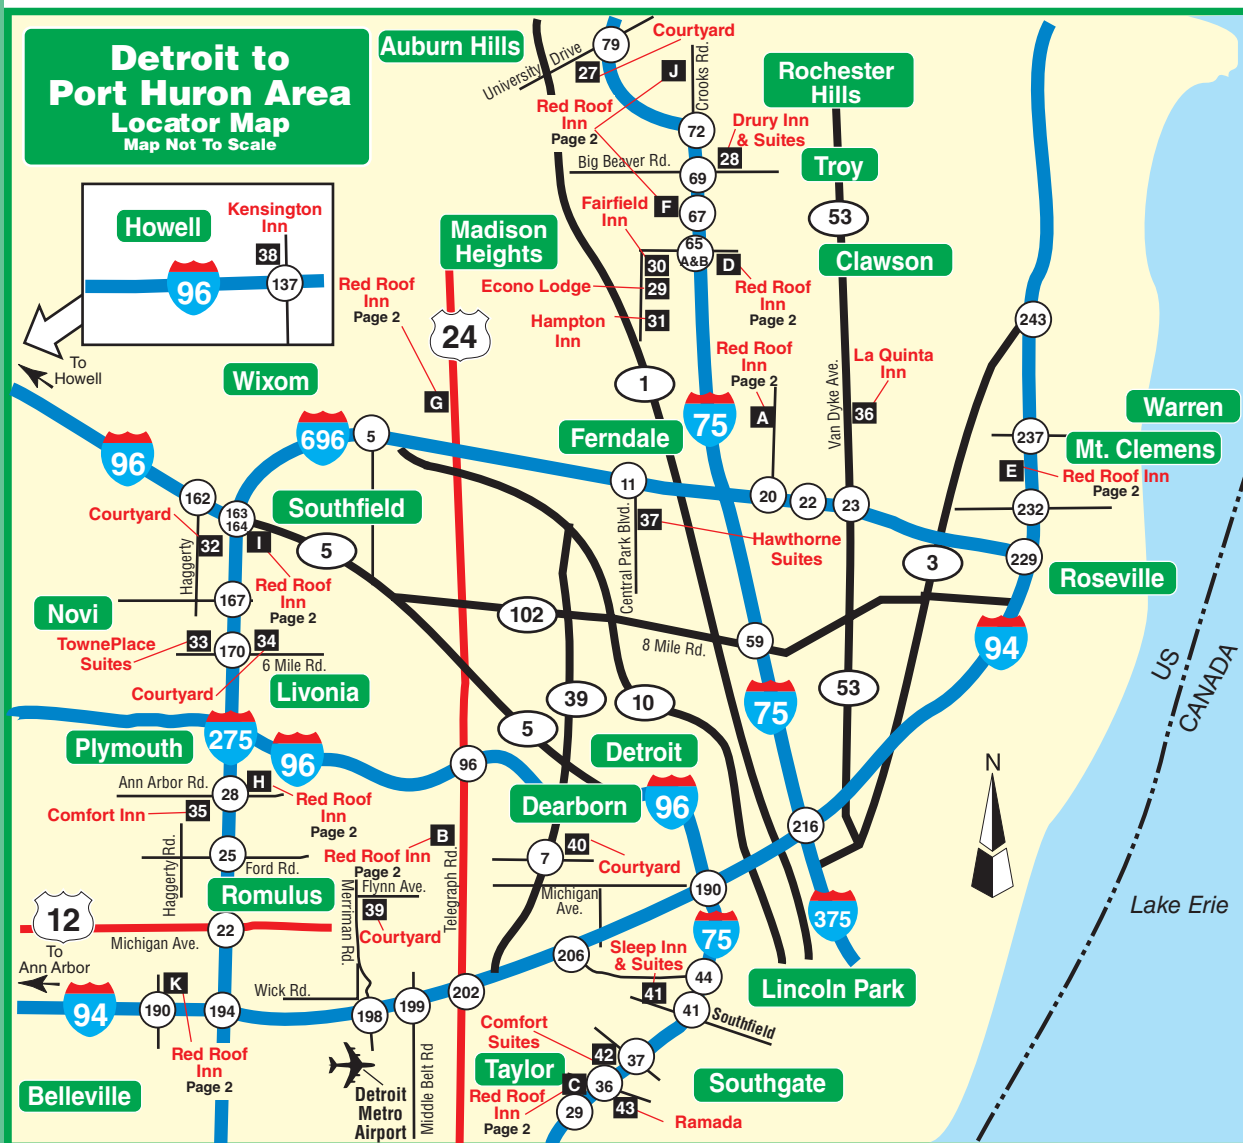 Detroit to
Port Huron Area
Locator Map
Map Not To Scale
Auburn Hills
University Drive
79
27
Courtyard
J
Crooks Rd.
Red Roof
Inn
Page 2
72
Drury Inn
& Suites
28
Big Beaver Rd.
69
Rochester
Hills
Troy
53
Clawson
Fairfield
Inn
F
67
65
A&B
D
Red Roof
Inn
Page 2
30
Econo Lodge
29
Hampton
Inn
31
Howell
Kensington
Inn
38
96
137
To
Howell
Madison
Heights
Red Roof
Inn
Page 2
24
G
1
Red Roof
Inn
Page 2
A
75
Van Dyke Ave.
La Quinta
Inn
36
243
Warren
237
Mt. Clemens
E
Red Roof Inn
Page 2
232
Wixom
96
696
5
Ferndale
11
20
22
23
229
Roseville
162
163
164
Courtyard
32
Haggerty
I
Red Roof
Inn
Page 2
Southfield
5
Central Park Blvd.
37
Hawthorne
Suites
3
Novi
167
102
8 Mile Rd.
59
94
TownePlace
Suites
33
170
34
6 Mile Rd.
Courtyard
Livonia
39
10
75
53
US
CANADA
5
Plymouth
275
96
96
Detroit
N
Ann Arbor Rd.
28
H
Red Roof
Inn
Page 2
Comfort Inn
35
Dearborn
96
216
Haggerty Rd.
25
Ford Rd.
Red Roof Inn
Page 2
B
Telegraph Rd.
7
40
Courtyard
Romulus
Merriman Rd.
Flynn Ave.
39
Courtyard
Michigan
Ave.
190
375
Lake Erie
12
To
Ann Arbor
Michigan Ave.
22
75
206
Sleep Inn
& Suites
41
44
Lincoln Park
94
190
K
194
Wick Rd.
198
199
202
41
Southfield
Red Roof
Inn
Page 2
Comfort
Suites
42
37
Belleville
Detroit
Metro
Airport
Middle Belt Rd
Taylor
C
36
Southgate
Red Roof
Inn
Page 2
29
43
Ramada